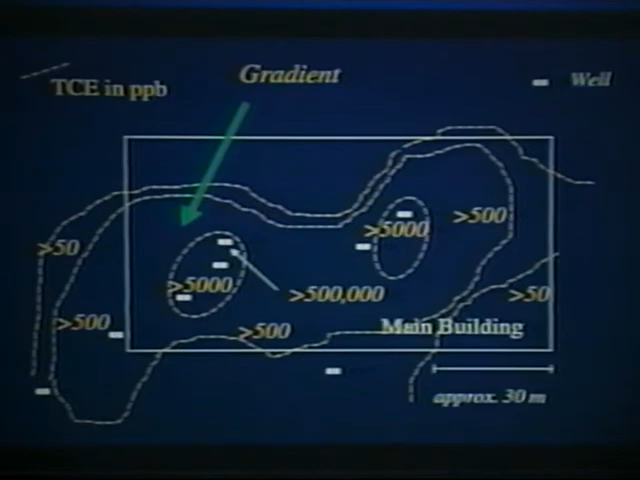 Gradient
TCE in ppb
Well
>50
>5000
>500
>5000
>500,000
>50
>500
>500
Main Building
approx. 30 m